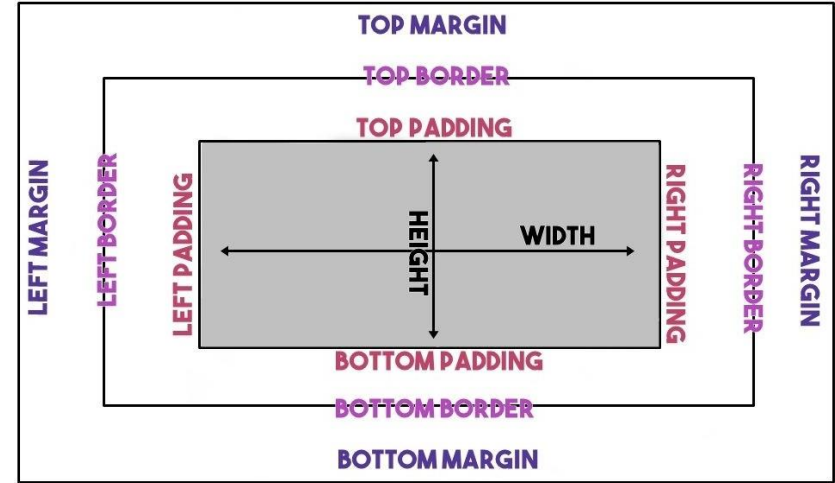 TOP MARGIN
TOP BORDER
TOP PADDING
LEFT MARGIN
LEFT BORDER
LEFT PADDING
HEIGHT
WIDTH
RIGHT PADDING
RIGHT BORDER
RIGHT MARGIN
BOTTOM PADDING
BOTTOM BORDER
BOTTOM MARGIN